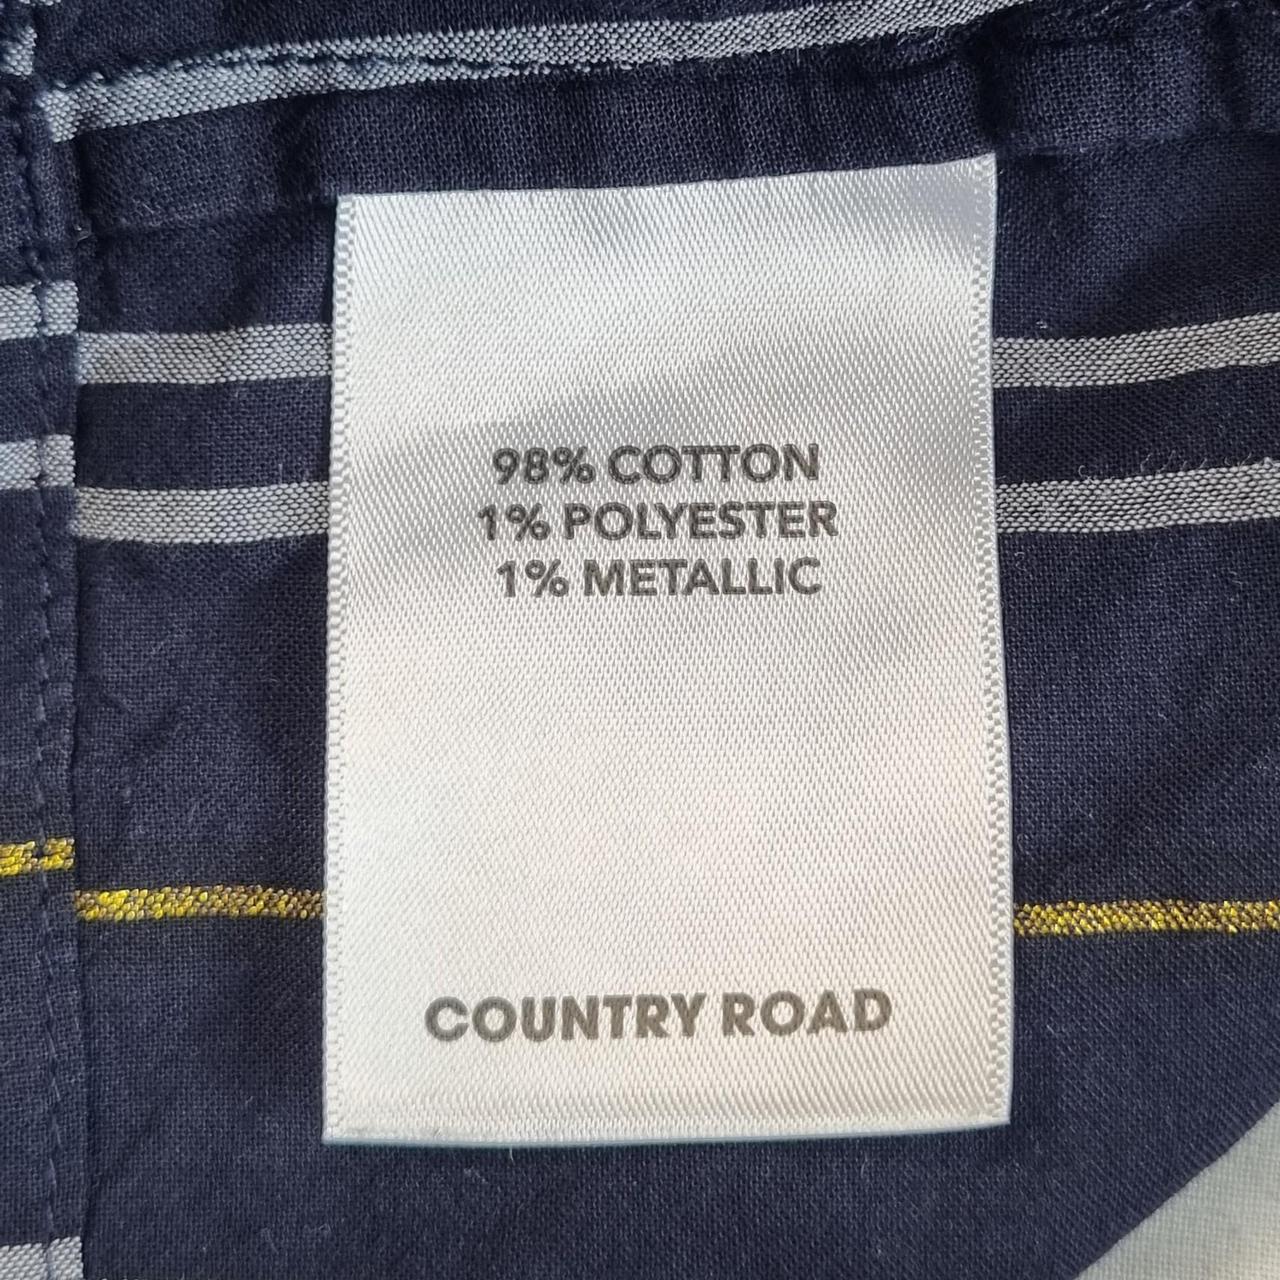 98% COTTON
1% POLYESTER
1% METALLIC
COUNTRY ROAD